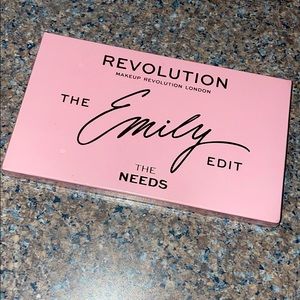 REVOLUTION
MAKEUP REVOLUTION LONDON
THE Emily EDIT
THE
NEEDS